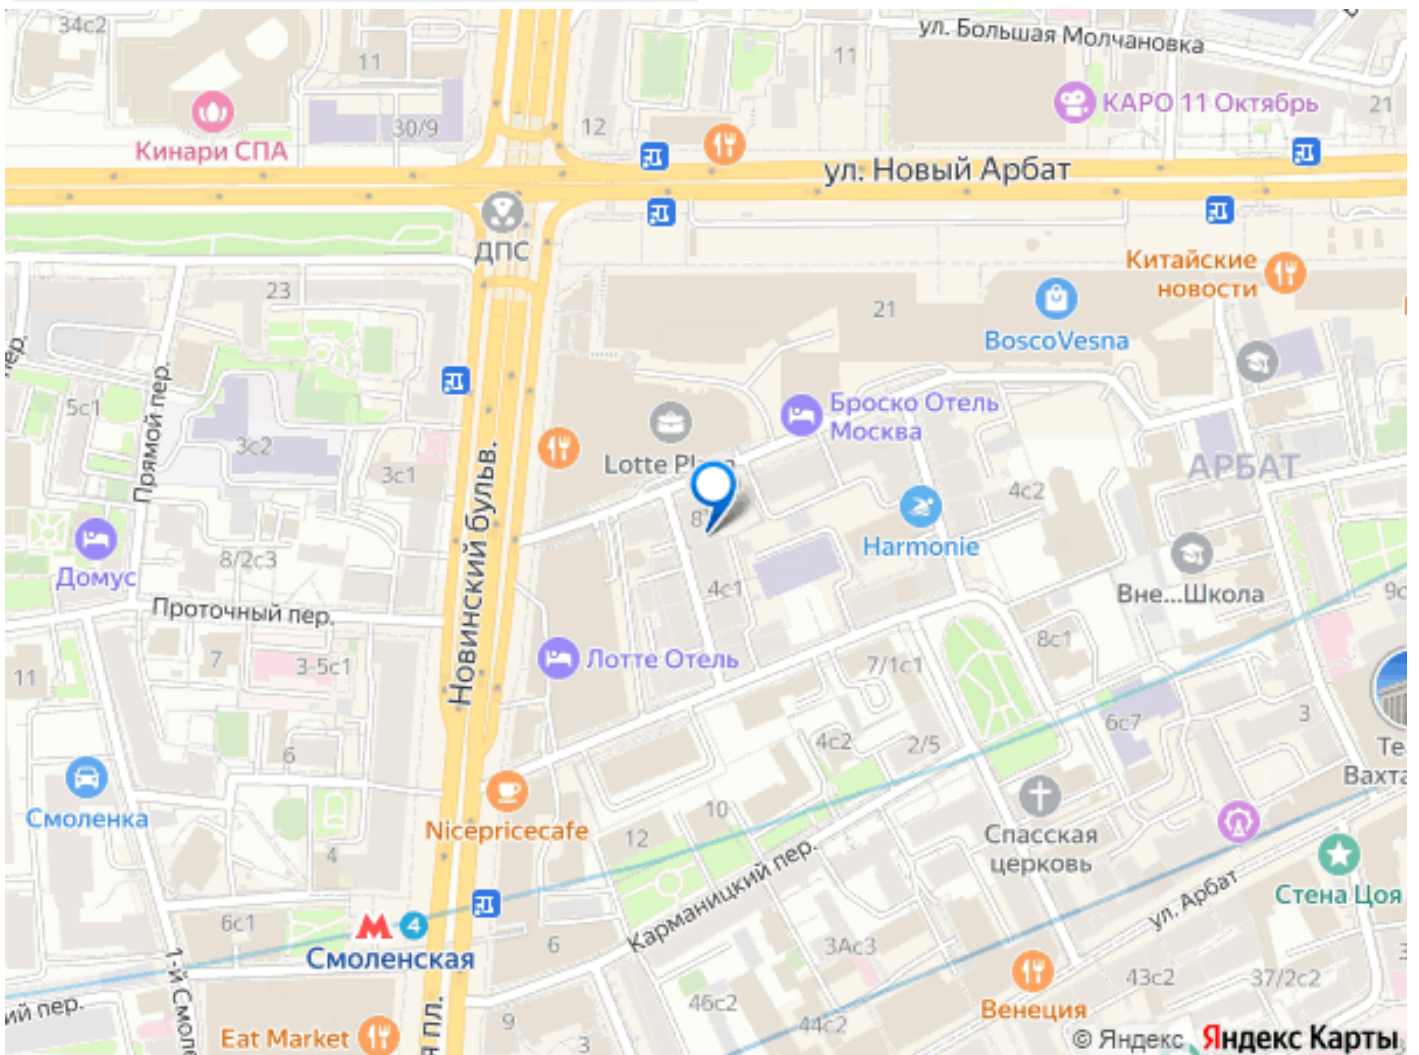 34с2
11
ул. Большая Молчановка
11
КАРО 11 Октябрь
21
Кинари СПА
30/9
12
ул. Новый Арбат
ДПС
Китайские
новости
23
21
BoscoVesna
пер.
5с1
Прямой пер.
3с2
3с1
Новинский бульв.
Броско Отель
Москва
АРБАТ
4с2
Harmonie
Домус
8/2с3
4с1
Вне...Школа
Проточный пер.
7
3-5с1
11
Лотте Отель
7/1с1
8с1
6с7
3
6
4с2
2/5
Смоленка
Nicepricecafe
10
12
4
Спасская
церковь
Карманицкий пер.
ул. Арбат
Стена Цоя
6с1
4
Смоленская
6
3Ас3
Венеция
43с2
37/2с2
46с2
44с2
9
3
Eat Market
© Яндекс Яндекс Карты